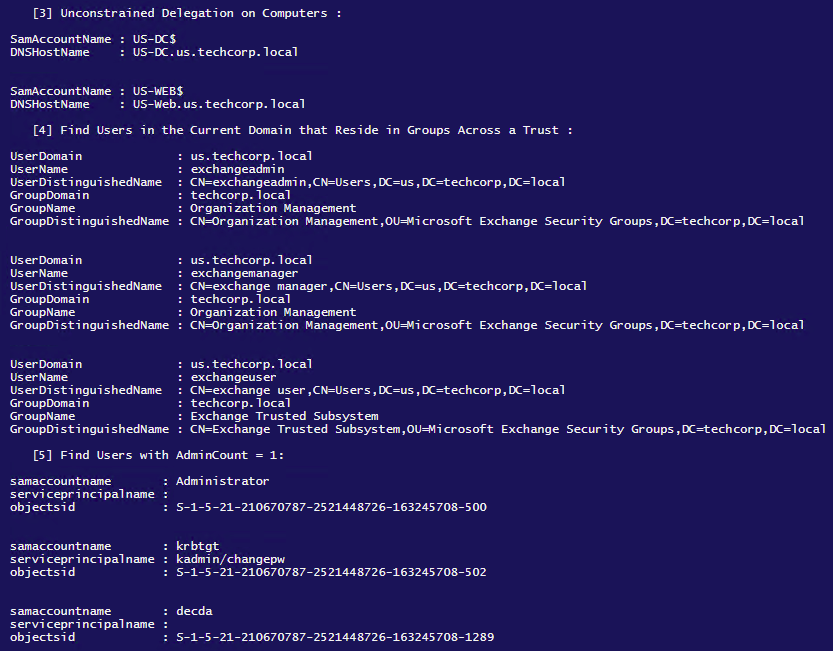 [3] Unconstrained Delegation on Computers :
SamAccountName : US-DC$
DNSHostName    : US-DC.us.techcorp.local
SamAccountName : US-WEB$
DNSHostName    : US-Web.us.techcorp.local
[4] Find Users in the Current Domain that Reside in Groups Across a Trust :
UserDomain             : us.techcorp.local
UserName               : exchangeadmin
UserDistinguishedName  : CN=exchangeadmin,CN=Users,DC=us,DC=techcorp,DC=local
GroupDomain            : techcorp.local
GroupName              : Organization Management
GroupDistinguishedName : CN=Organization Management,OU=Microsoft Exchange Security Groups,DC=techcorp,DC=local
UserDomain             : us.techcorp.local
UserName               : exchangemanager
UserDistinguishedName  : CN=exchange manager,CN=Users,DC=us,DC=techcorp,DC=local
GroupDomain            : techcorp.local
GroupName              : Organization Management
GroupDistinguishedName : CN=Organization Management,OU=Microsoft Exchange Security Groups,DC=techcorp,DC=local
UserDomain             : us.techcorp.local
UserName               : exchangeuser
UserDistinguishedName  : CN=exchange user,CN=Users,DC=us,DC=techcorp,DC=local
GroupDomain            : techcorp.local
GroupName              : Exchange Trusted Subsystem
GroupDistinguishedName : CN=Exchange Trusted Subsystem,OU=Microsoft Exchange Security Groups,DC=techcorp,DC=local
[5] Find Users with AdminCount = 1:
samaccountname       : Administrator
serviceprincipalname :
objectsid            : S-1-5-21-210670787-2521448726-163245708-500
samaccountname       : krbtgt
serviceprincipalname : kadmin/changepw
objectsid            : S-1-5-21-210670787-2521448726-163245708-502
samaccountname       : decda
serviceprincipalname :
objectsid            : S-1-5-21-210670787-2521448726-163245708-1289